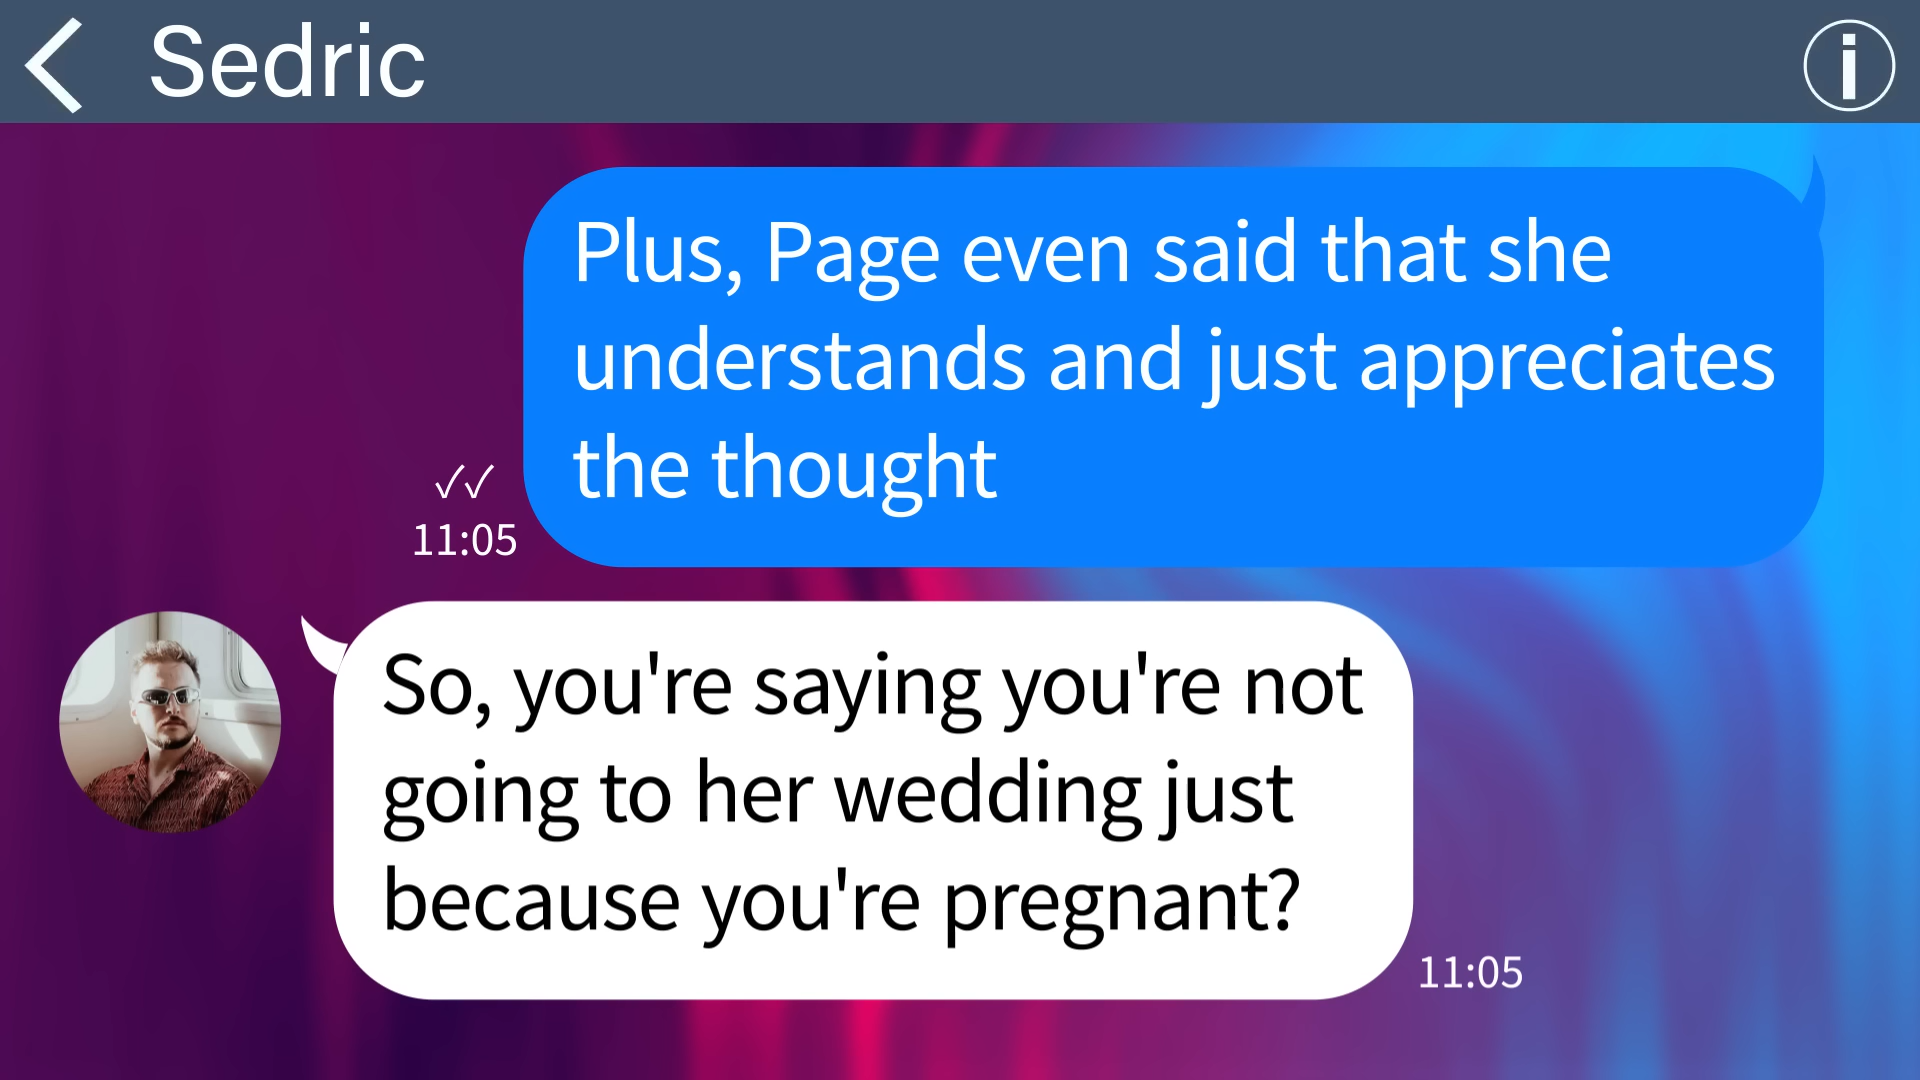 Sedric
Plus, Page even said that she
understands and just appreciates
the thought
✓✓
11:05
So, you're saying you're not
going to her wedding just
because you're pregnant?
11:05